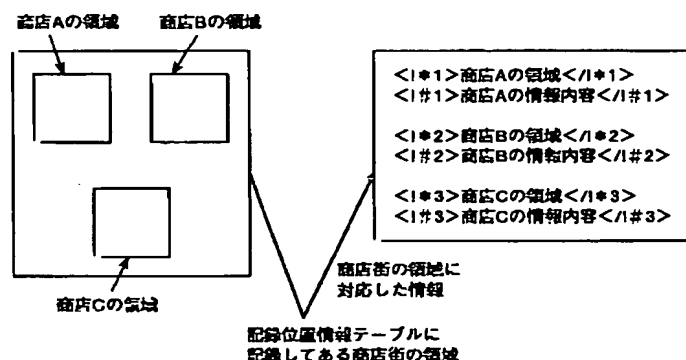 商店Aの領域
商店Bの領域
商店Cの領域
<!*1>商店Aの領域</!*1>
<!#1>商店Aの情報内容</!#1>
<!*2>商店Bの領域</!*2>
<!#2>商店Bの情報内容</!#2>
<!*3>商店Cの領域</!*3>
<!#3>商店Cの情報内容</!#3>
商店街の領域に
対応した情報
記録位置情報テーブルに
記録してある商店街の領域